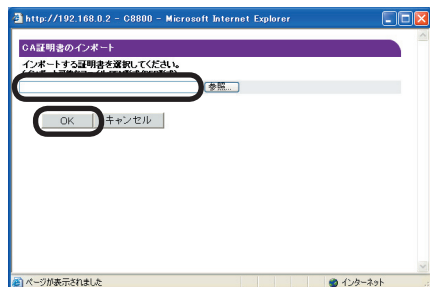 http://192.168.0.2 - C8800 - Microsoft Internet Explorer
CA証明書のインポート
インポートする証明書を選択してください。
参照...
OK キャンセル
ページが表示されました インターネット